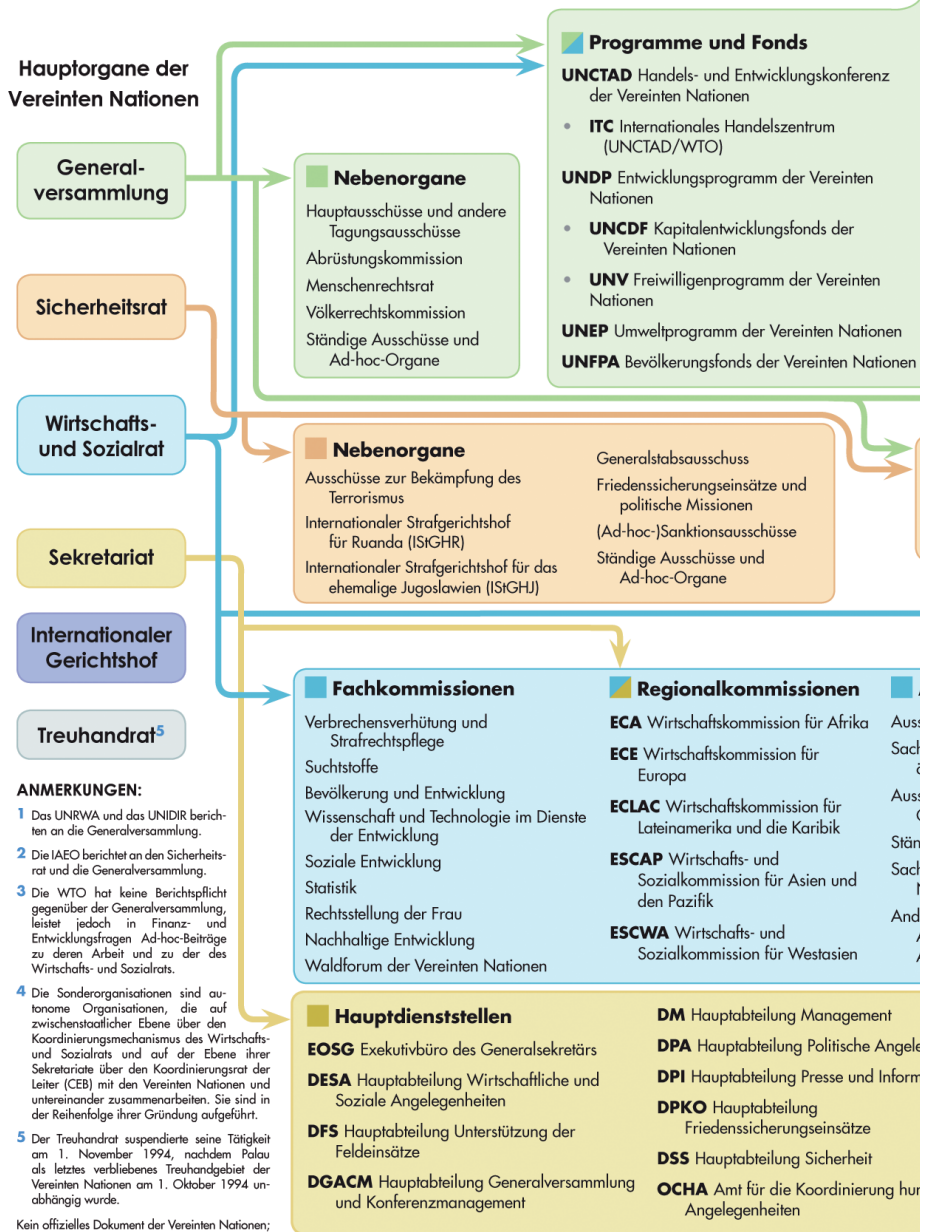 Hauptorgane der
Vereinten Nationen
General-
versammlung
Sicherheitsrat
Wirtschafts-
und Sozialrat
Sekretariat
Internationaler
Gerichtshof
Treuhandrat5
Programme und Fonds
UNCTAD Handels- und Entwicklungskonferenz
der Vereinten Nationen
• ITC Internationales Handelszentrum
(UNCTAD/WTO)
UNDP Entwicklungsprogramm der Vereinten
Nationen
• UNCDF Kapitalentwicklungsfonds der
Vereinten Nationen
• UNV Freiwilligenprogramm der Vereinten
Nationen
UNEP Umweltprogramm der Vereinten Nationen
UNFPA Bevölkerungsfonds der Vereinten Nationen
Nebenorgane
Hauptausschüsse und andere
Tagungsausschüsse
Abrüstungskommission
Menschenrechtsrat
Völkerrechtskommission
Ständige Ausschüsse und
Ad-hoc-Organe
Nebenorgane
Ausschüsse zur Bekämpfung des
Terrorismus
Internationaler Strafgerichtshof
für Ruanda (IStGHR)
Internationaler Strafgerichtshof für das
ehemalige Jugoslawien (IStGHJ)
Generalstabsausschuss
Friedenssicherungseinsätze und
politische Missionen
(Ad-hoc-)Sanktionsausschüsse
Ständige Ausschüsse und
Ad-hoc-Organe
Fachkommissionen
Verbrechensverhütung und
Strafrechtspflege
Suchtstoffe
Bevölkerung und Entwicklung
Wissenschaft und Technologie im Dienste
der Entwicklung
Soziale Entwicklung
Statistik
Rechtsstellung der Frau
Nachhaltige Entwicklung
Waldforum der Vereinten Nationen
Regionalkommissionen
ECA Wirtschaftskommission für Afrika
ECE Wirtschaftskommission für
Europa
ECLAC Wirtschaftskommission für
Lateinamerika und die Karibik
ESCAP Wirtschafts- und
Sozialkommission für Asien und
den Pazifik
ESCWA Wirtschafts- und
Sozialkommission für Westasien
Hauptdienststellen
EOSG Exekutivbüro des Generalsekretärs
DESA Hauptabteilung Wirtschaftliche und
Soziale Angelegenheiten
DFS Hauptabteilung Unterstützung der
Feldeinsätze
DGACM Hauptabteilung Generalversammlung
und Konferenzmanagement
DM Hauptabteilung Management
DPA Hauptabteilung Politische Angele
DPI Hauptabteilung Presse und Inform
DPKO Hauptabteilung
Friedenssicherungseinsätze
DSS Hauptabteilung Sicherheit
OCHA Amt für die Koordinierung hu
Angelegenheiten
ANMERKUNGEN:
1 Das UNRWA und das UNIDIR berich-
ten an die Generalversammlung.
2 Die IAEO berichtet an den Sicherheits-
rat und die Generalversammlung.
3 Die WTO hat keine Berichtspflicht
gegenüber der Generalversammlung,
leistet jedoch in Finanz- und
Entwicklungsfragen Ad-hoc-Beiträge
zu deren Arbeit und zu der des
Wirtschafts- und Sozialrats.
4 Die Sonderorganisationen sind au-
tonome Organisationen, die auf
zwischenstaatlicher Ebene über den
Koordinierungsmechanismus des Wirtschafts-
und Sozialrats und auf der Ebene ihrer
Sekretariate über den Koordinierungsrat der
Leiter (CEB) mit den Vereinten Nationen und
untereinander zusammenarbeiten. Sie sind in
der Reihenfolge ihrer Gründung aufgeführt.
5 Der Treuhandrat suspendierte seine Tätigkeit
am 1. November 1994, nachdem Palau
als letztes verbliebenes Treuhandgebiet der
Vereinten Nationen am 1. Oktober 1994 un-
abhängig wurde.
Kein offizielles Dokument der Vereinten Nationen;